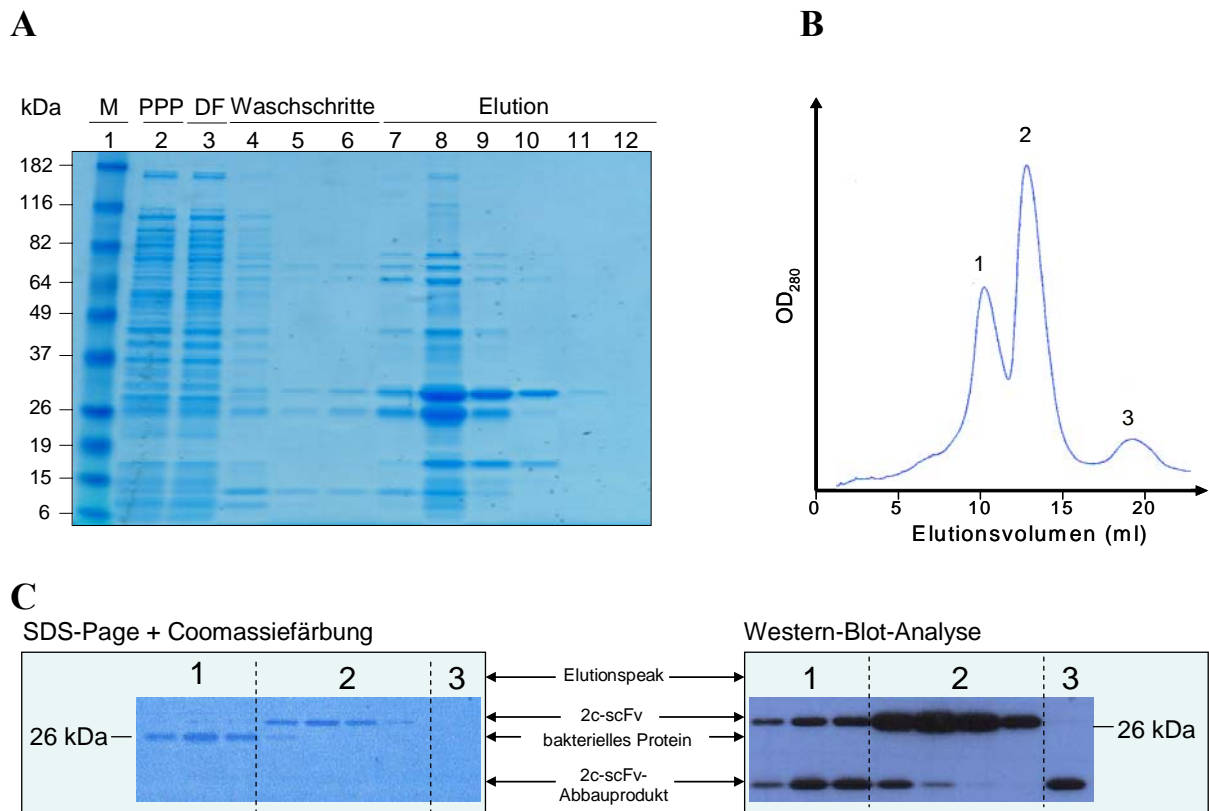 A
kDa M PPP DF Waschschritte Elution
1 2 3 4 5 6 7 8 9 10 11 12
182
116
82
64
49
37
26
19
15
6
B
OD280
1
2
3
0 5 10 15 20
Elutionsvolumen (ml)
C
SDS-Page + Coomassiefärbung
1 2 3
26 kDa
Elutionspeak
2c-scFv
bakterielles Protein
2c-scFv-
Abbauprodukt
Western-Blot-Analyse
1 2 3
26 kDa